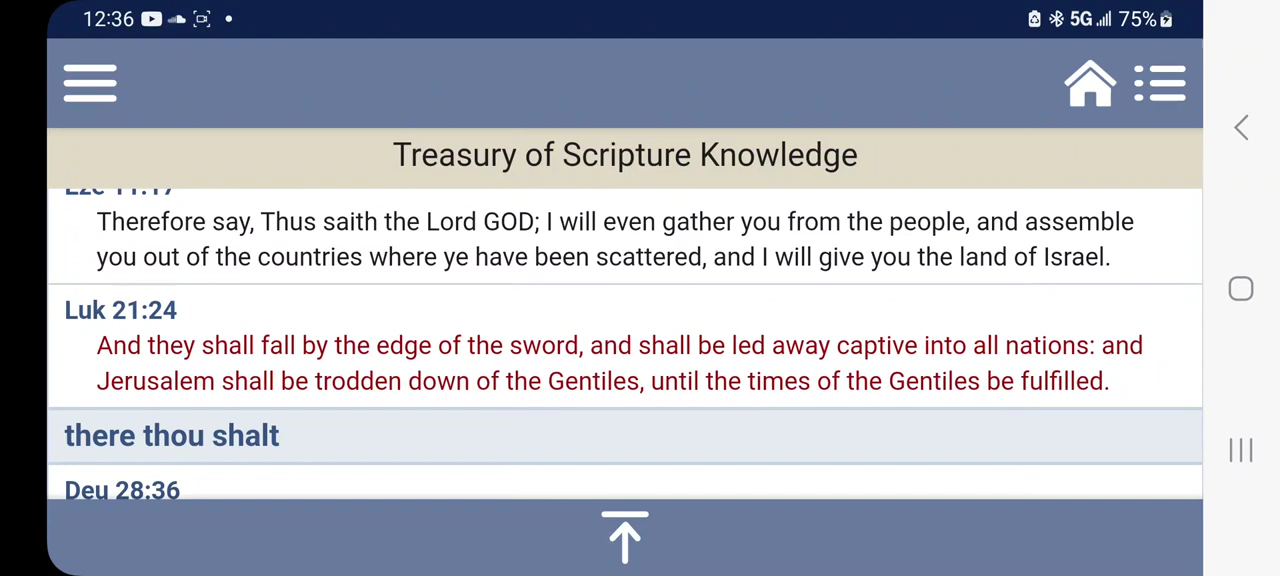 12:36
5G 75%
Treasury of Scripture Knowledge
Therefore say, Thus saith the Lord GOD; I will even gather you from the people, and assemble
you out of the countries where ye have been scattered, and I will give you the land of Israel.
Luk 21:24
And they shall fall by the edge of the sword, and shall be led away captive into all nations: and
Jerusalem shall be trodden down of the Gentiles, until the times of the Gentiles be fulfilled.
there thou shalt
Deu 28:36